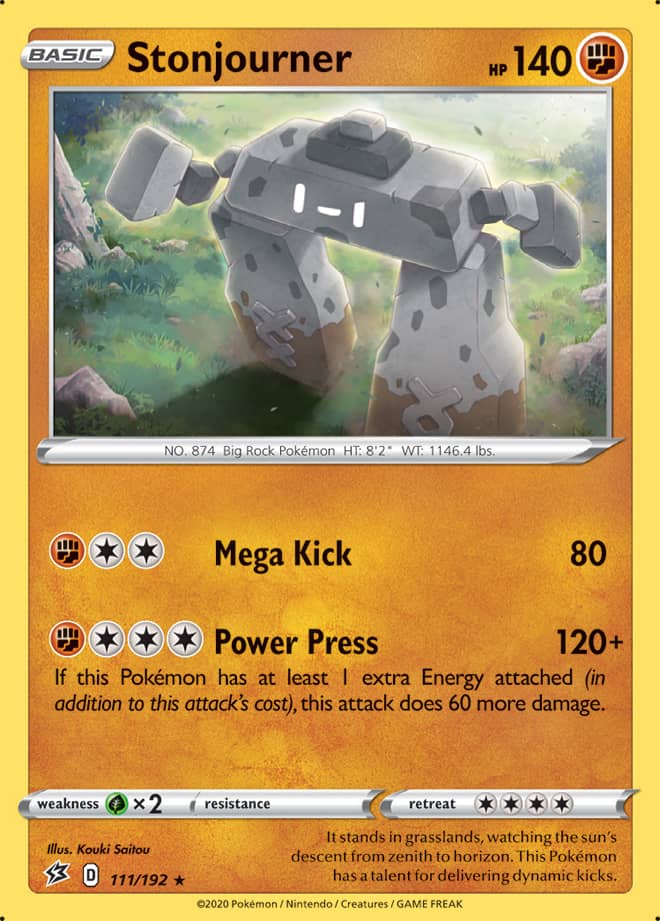 BASIC Stonjourner HP 140
NO. 874 Big Rock Pokémon HT: 8'2" WT: 1146.4 lbs.
Mega Kick 80
Power Press 120+
If this Pokémon has at least 1 extra Energy attached (in
addition to this attack's cost), this attack does 60 more damage.
weakness ×2 resistance retreat
Illus. Kouki Saitou
D 111/192 ★
It stands in grasslands, watching the sun's
descent from zenith to horizon. This Pokémon
has a talent for delivering dynamic kicks.
©2020 Pokémon / Nintendo / Creatures / GAME FREAK